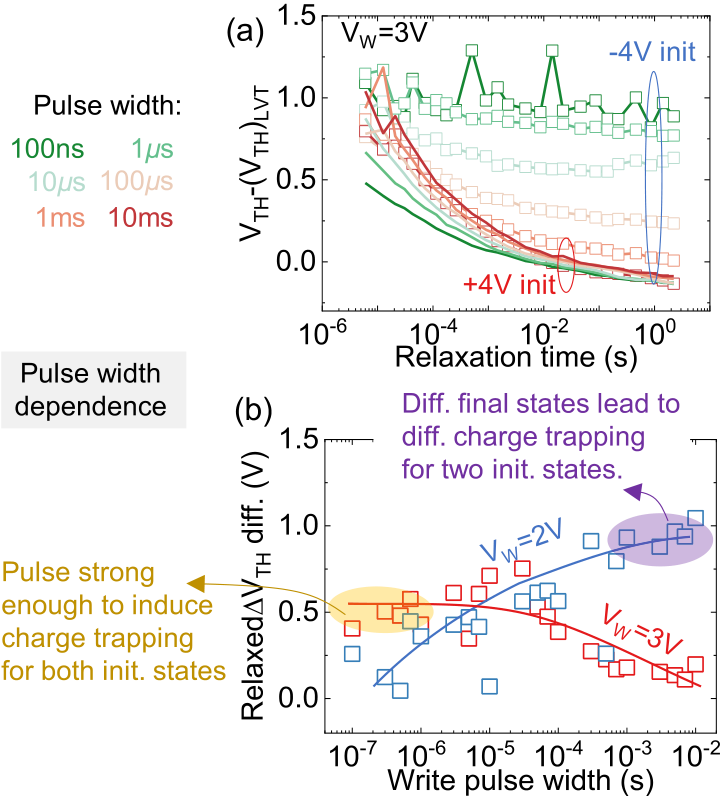 (a)
V_W=3V
-4V init
+4V init
1.5
1.0
0.5
0.0
V_TH-(V_TH)_LVT
10^-6
10^-4
10^-2
10^0
10^2
Relaxation time (s)
Pulse width:
100ns 1µs
10µs 100µs
1ms 10ms
Pulse width
dependence
(b)
Diff. final states lead to
diff. charge trapping
for two init. states.
1.5
1.0
0.5
0.0
RelaxedΔV_TH diff. (V)
V_W=2V
V_W=3V
Pulse strong
enough to induce
charge trapping
for both init. states
10^-7
10^-6
10^-5
10^-4
10^-3
10^-2
Write pulse width (s)